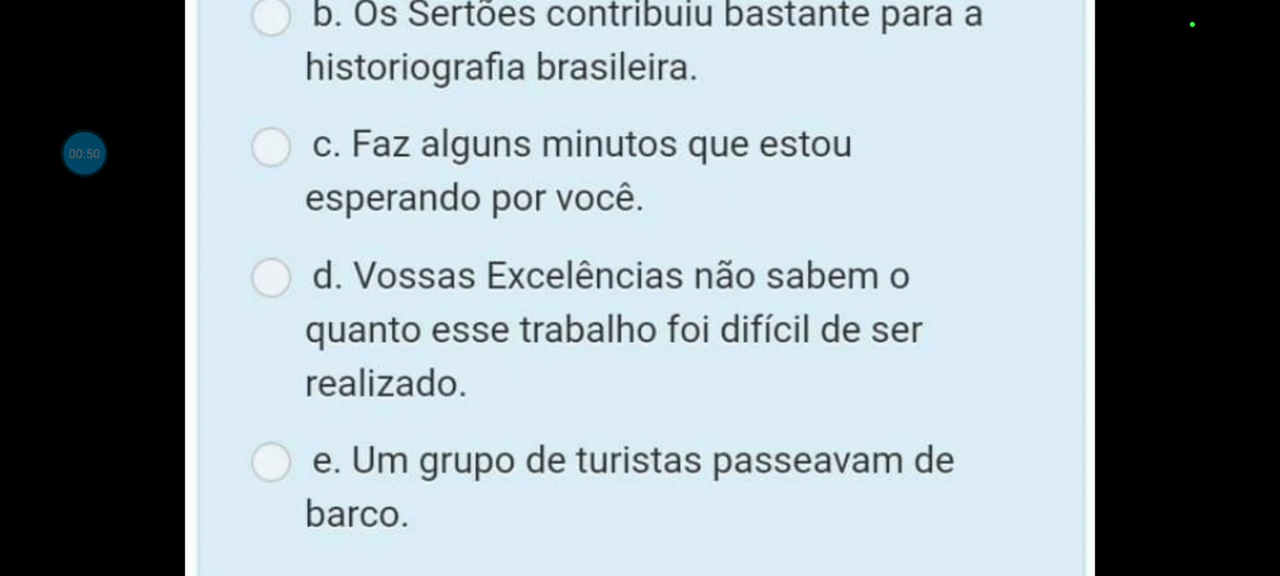 b. Os Sertões contribuiu bastante para a
historiografia brasileira.
00:50
c. Faz alguns minutos que estou
esperando por você.
d. Vossas Excelências não sabem o
quanto esse trabalho foi difícil de ser
realizado.
e. Um grupo de turistas passeavam de
barco.